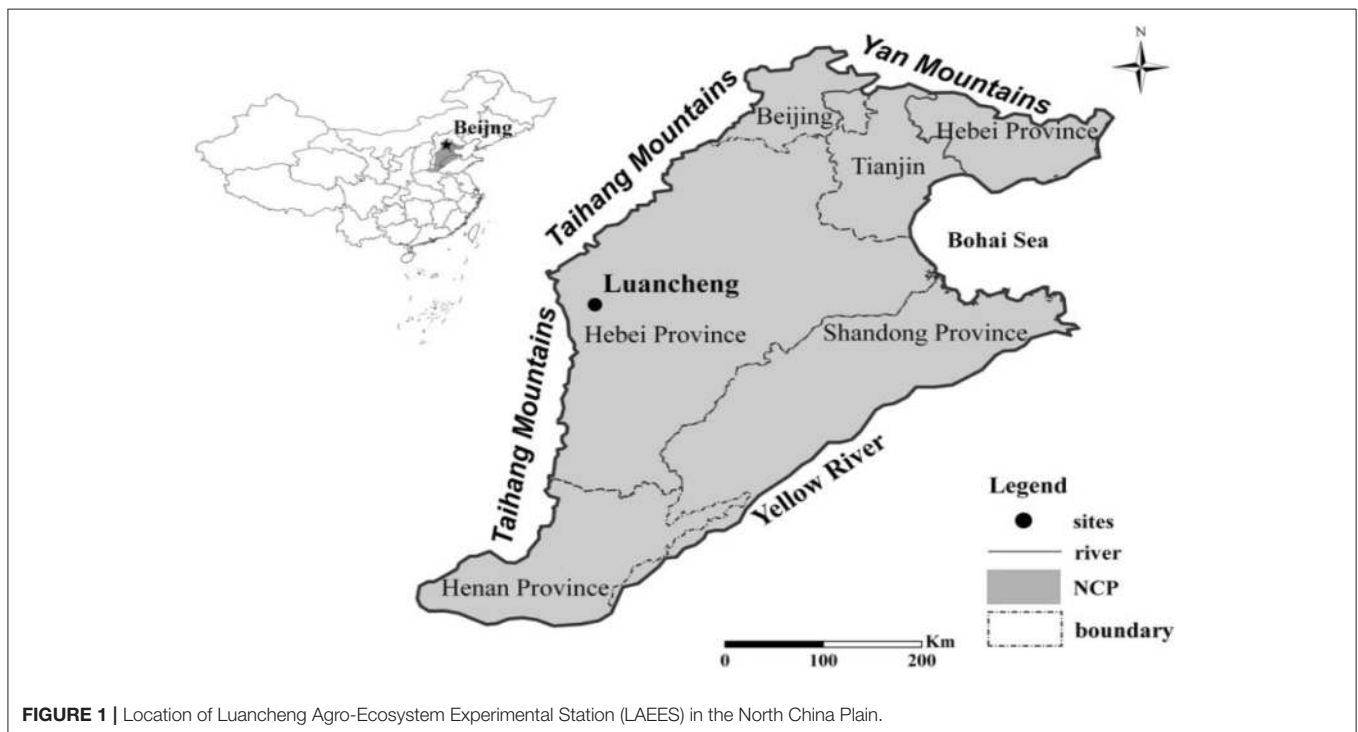 N
Yan Mountains
Taihang Mountains
Beijng
Beijing
Hebei Province
Tianjin
Bohai Sea
Luancheng
Hebei Province
Shandong Province
Taihang Mountains
Yellow River
Henan Province
Legend
sites
river
NCP
boundary
Km
0 100 200
FIGURE 1 | Location of Luancheng Agro-Ecosystem Experimental Station (LAEES) in the North China Plain.